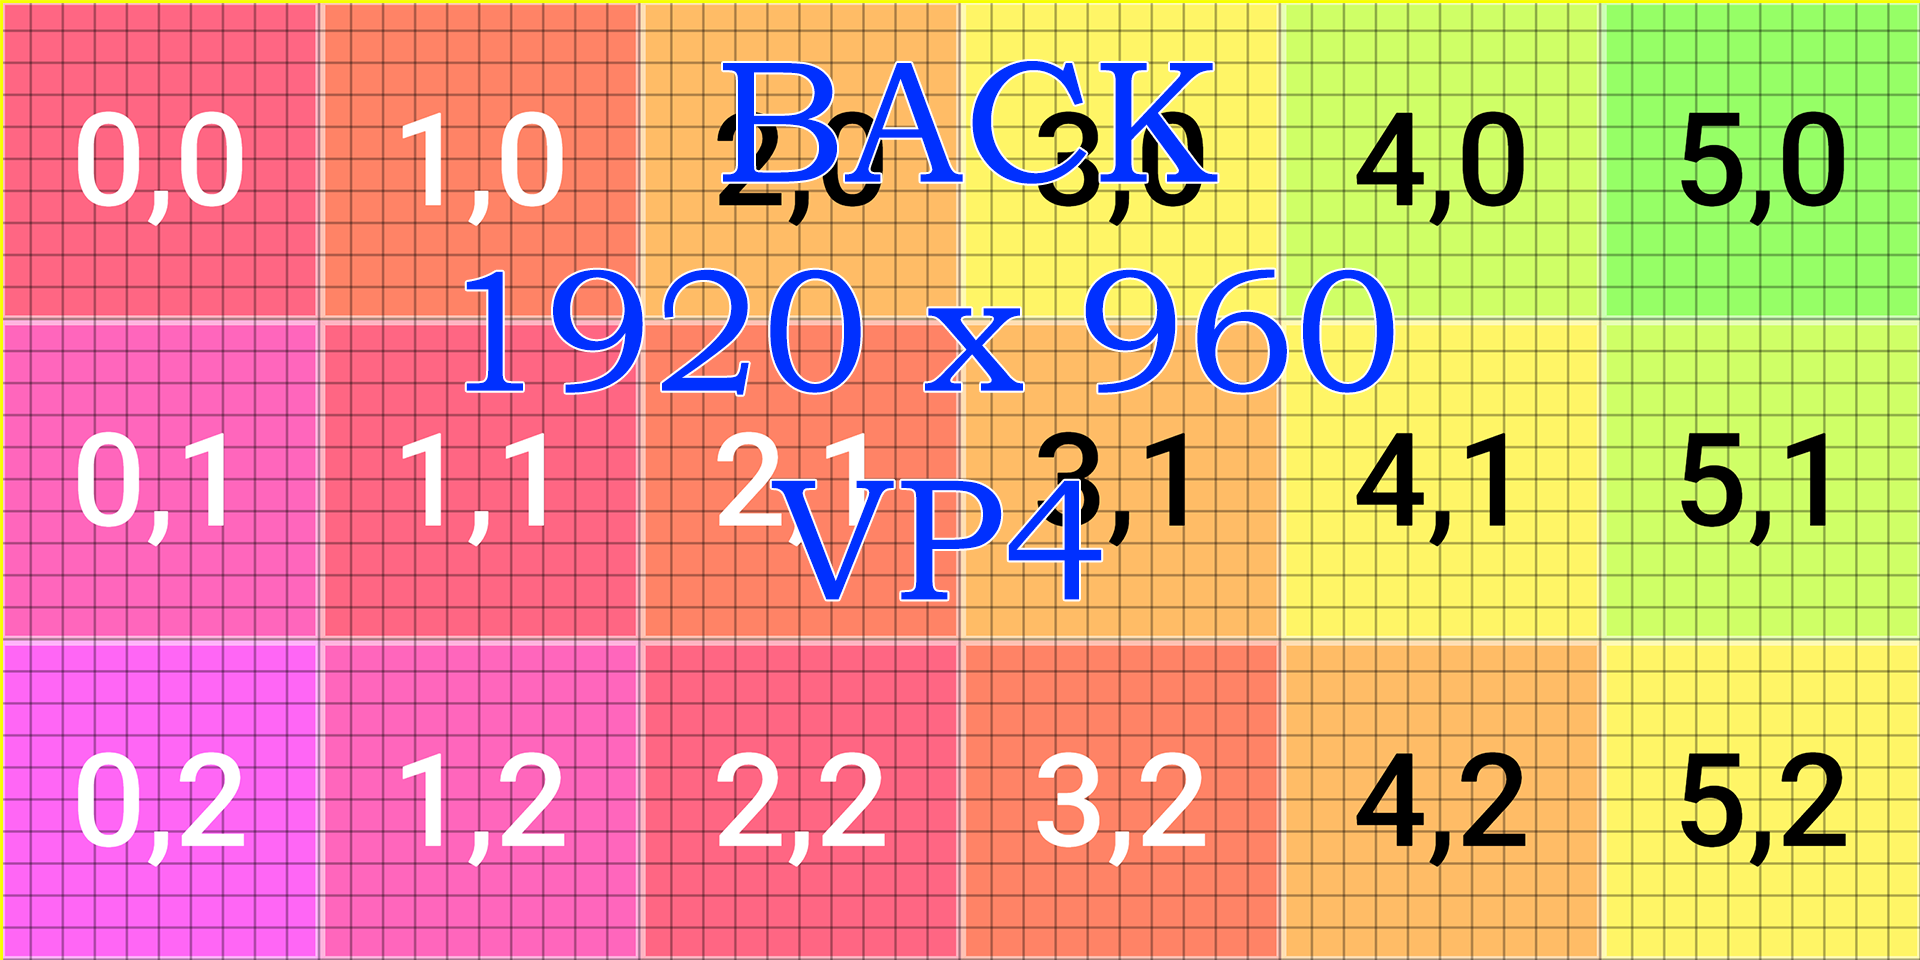 BACK
0,0 1,0 2,0 3,0 4,0 5,0
1920 x 960
0,1 1,1 2,1 3,1 4,1 5,1
VP4
0,2 1,2 2,2 3,2 4,2 5,2